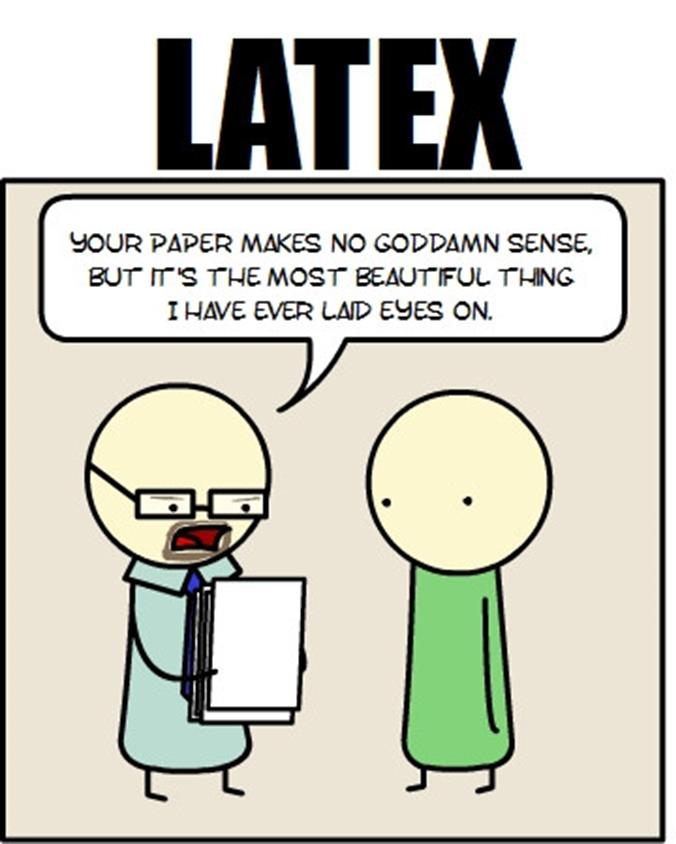 LATEX
YOUR PAPER MAKES NO GODDAMN SENSE,
BUT IT'S THE MOST BEAUTIFUL THING
I HAVE EVER LAID EYES ON.